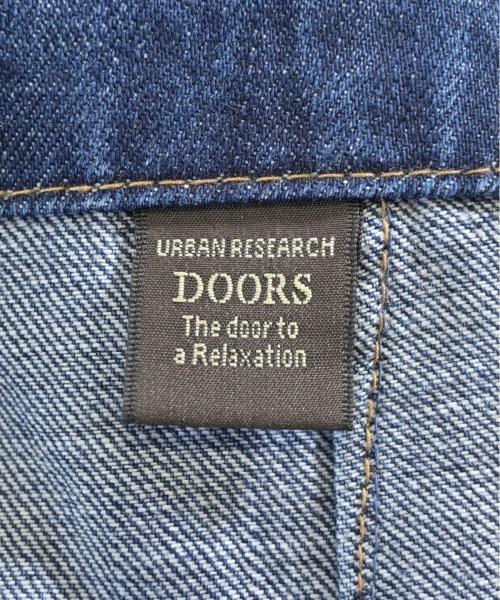 URBAN RESEARCH
DOORS
The door to
a Relaxation